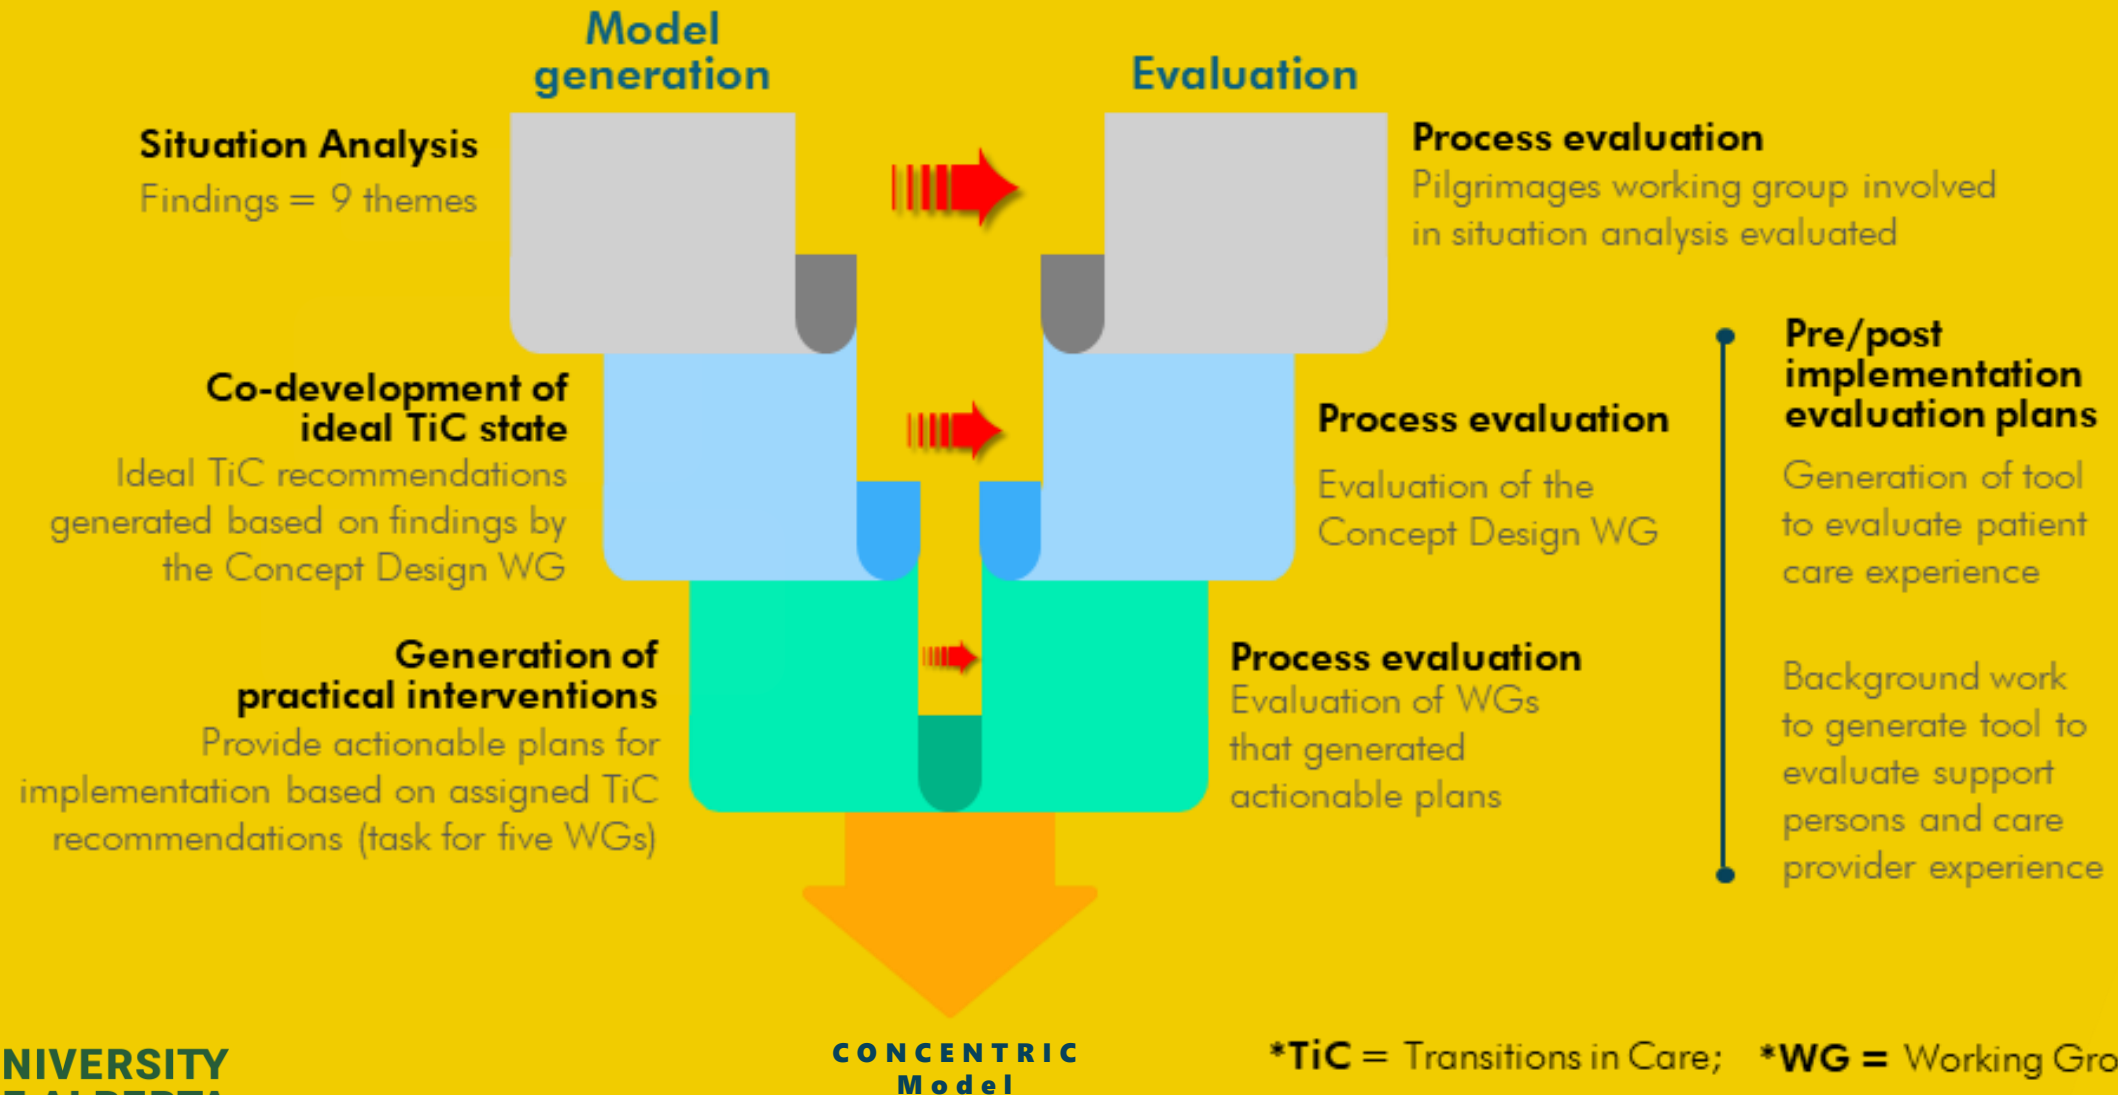 Model
generation
Evaluation
Situation Analysis
Findings = 9 themes
Process evaluation
Pilgrimages working group involved
in situation analysis evaluated
Co-development of
ideal TiC state
Ideal TiC recommendations
generated based on findings by
the Concept Design WG
Process evaluation
Evaluation of the
Concept Design WG
Generation of
practical interventions
Provide actionable plans for
implementation based on assigned TiC
recommendations (task for five WGs)
Process evaluation
Evaluation of WGs
that generated
actionable plans
Pre/post
implementation
evaluation plans
Generation of tool
to evaluate patient
care experience
Background work
to generate tool to
evaluate support
persons and care
provider experience
CONCENTRIC
Model
*TiC = Transitions in Care; *WG = Working Gro
NIVERSITY
F ALBERTA